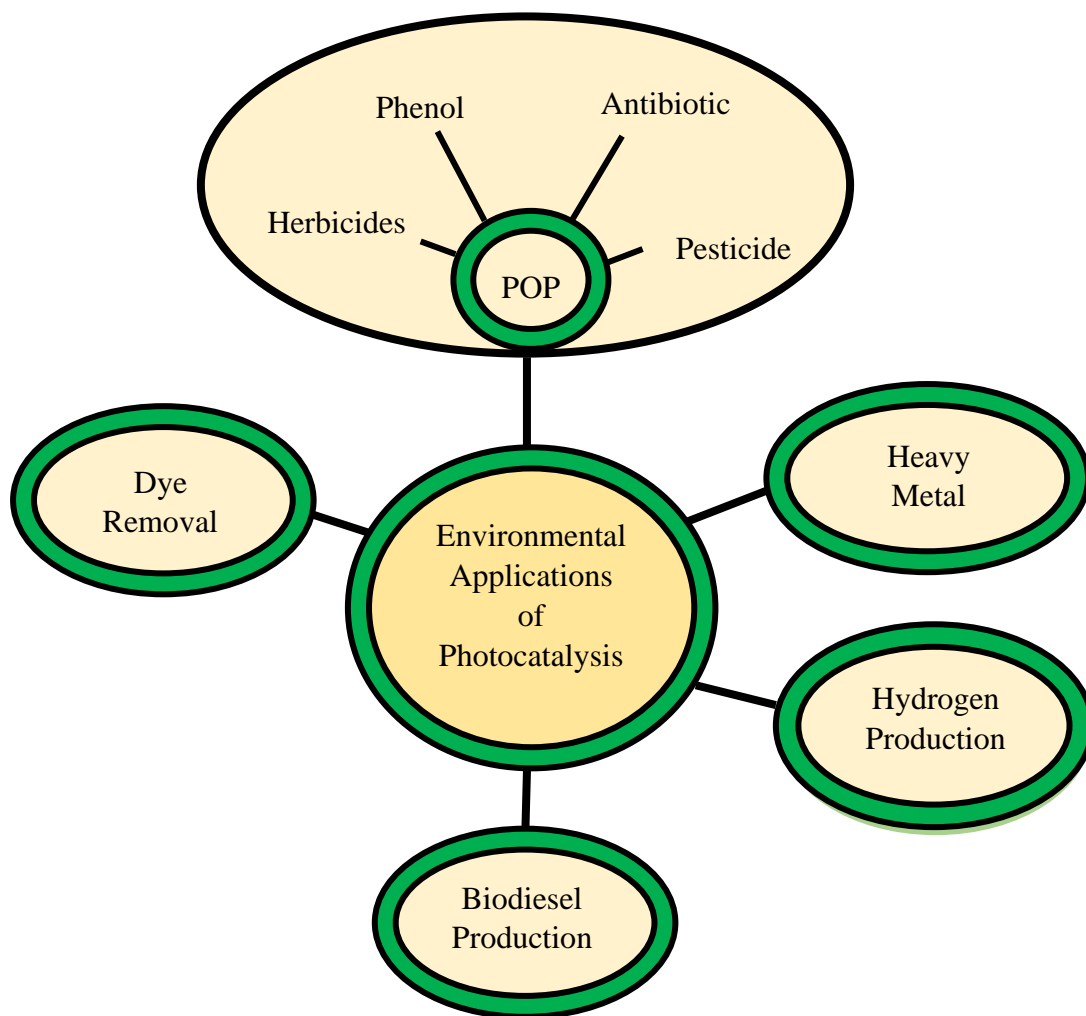 Phenol
Antibiotic
Herbicides
Pesticide
POP
Dye
Removal
Heavy
Metal
Environmental
Applications
of
Photocatalysis
Hydrogen
Production
Biodiesel
Production